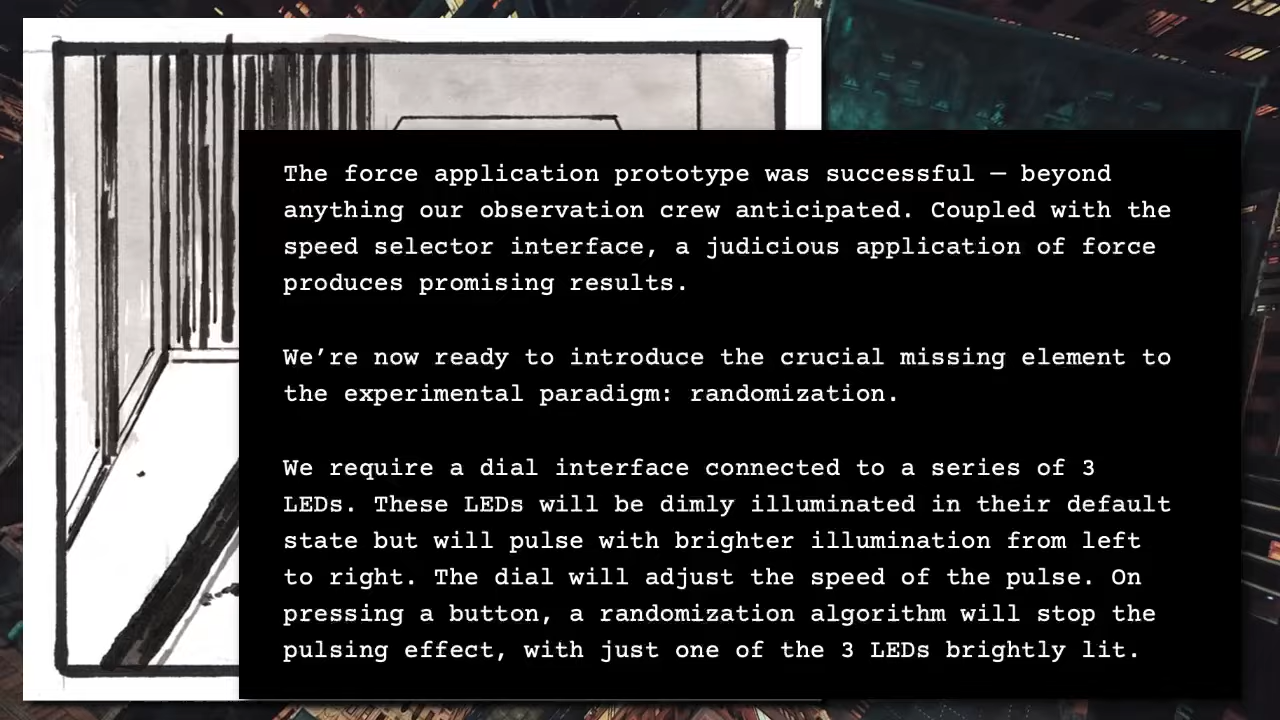 The force application prototype was successful — beyond
anything our observation crew anticipated. Coupled with the
speed selector interface, a judicious application of force
produces promising results.
We’re now ready to introduce the crucial missing element to
the experimental paradigm: randomization.
We require a dial interface connected to a series of 3
LEDs. These LEDs will be dimly illuminated in their default
state but will pulse with brighter illumination from left
to right. The dial will adjust the speed of the pulse. On
pressing a button, a randomization algorithm will stop the
pulsing effect, with just one of the 3 LEDs brightly lit.